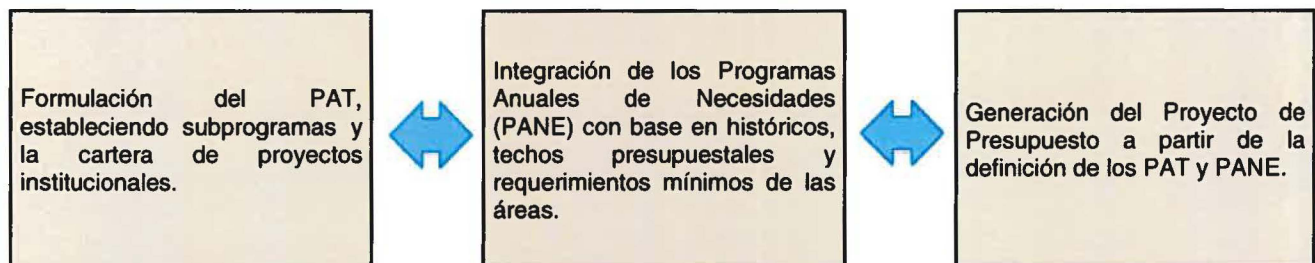 Formulación del PAT,
estableciendo subprogramas y
la cartera de proyectos
institucionales.
Integración de los Programas
Anuales de Necesidades
(PANE) con base en históricos,
techos presupuestales y
requerimientos mínimos de las
áreas.
Generación del Proyecto de
Presupuesto a partir de la
definición de los PAT y PANE.